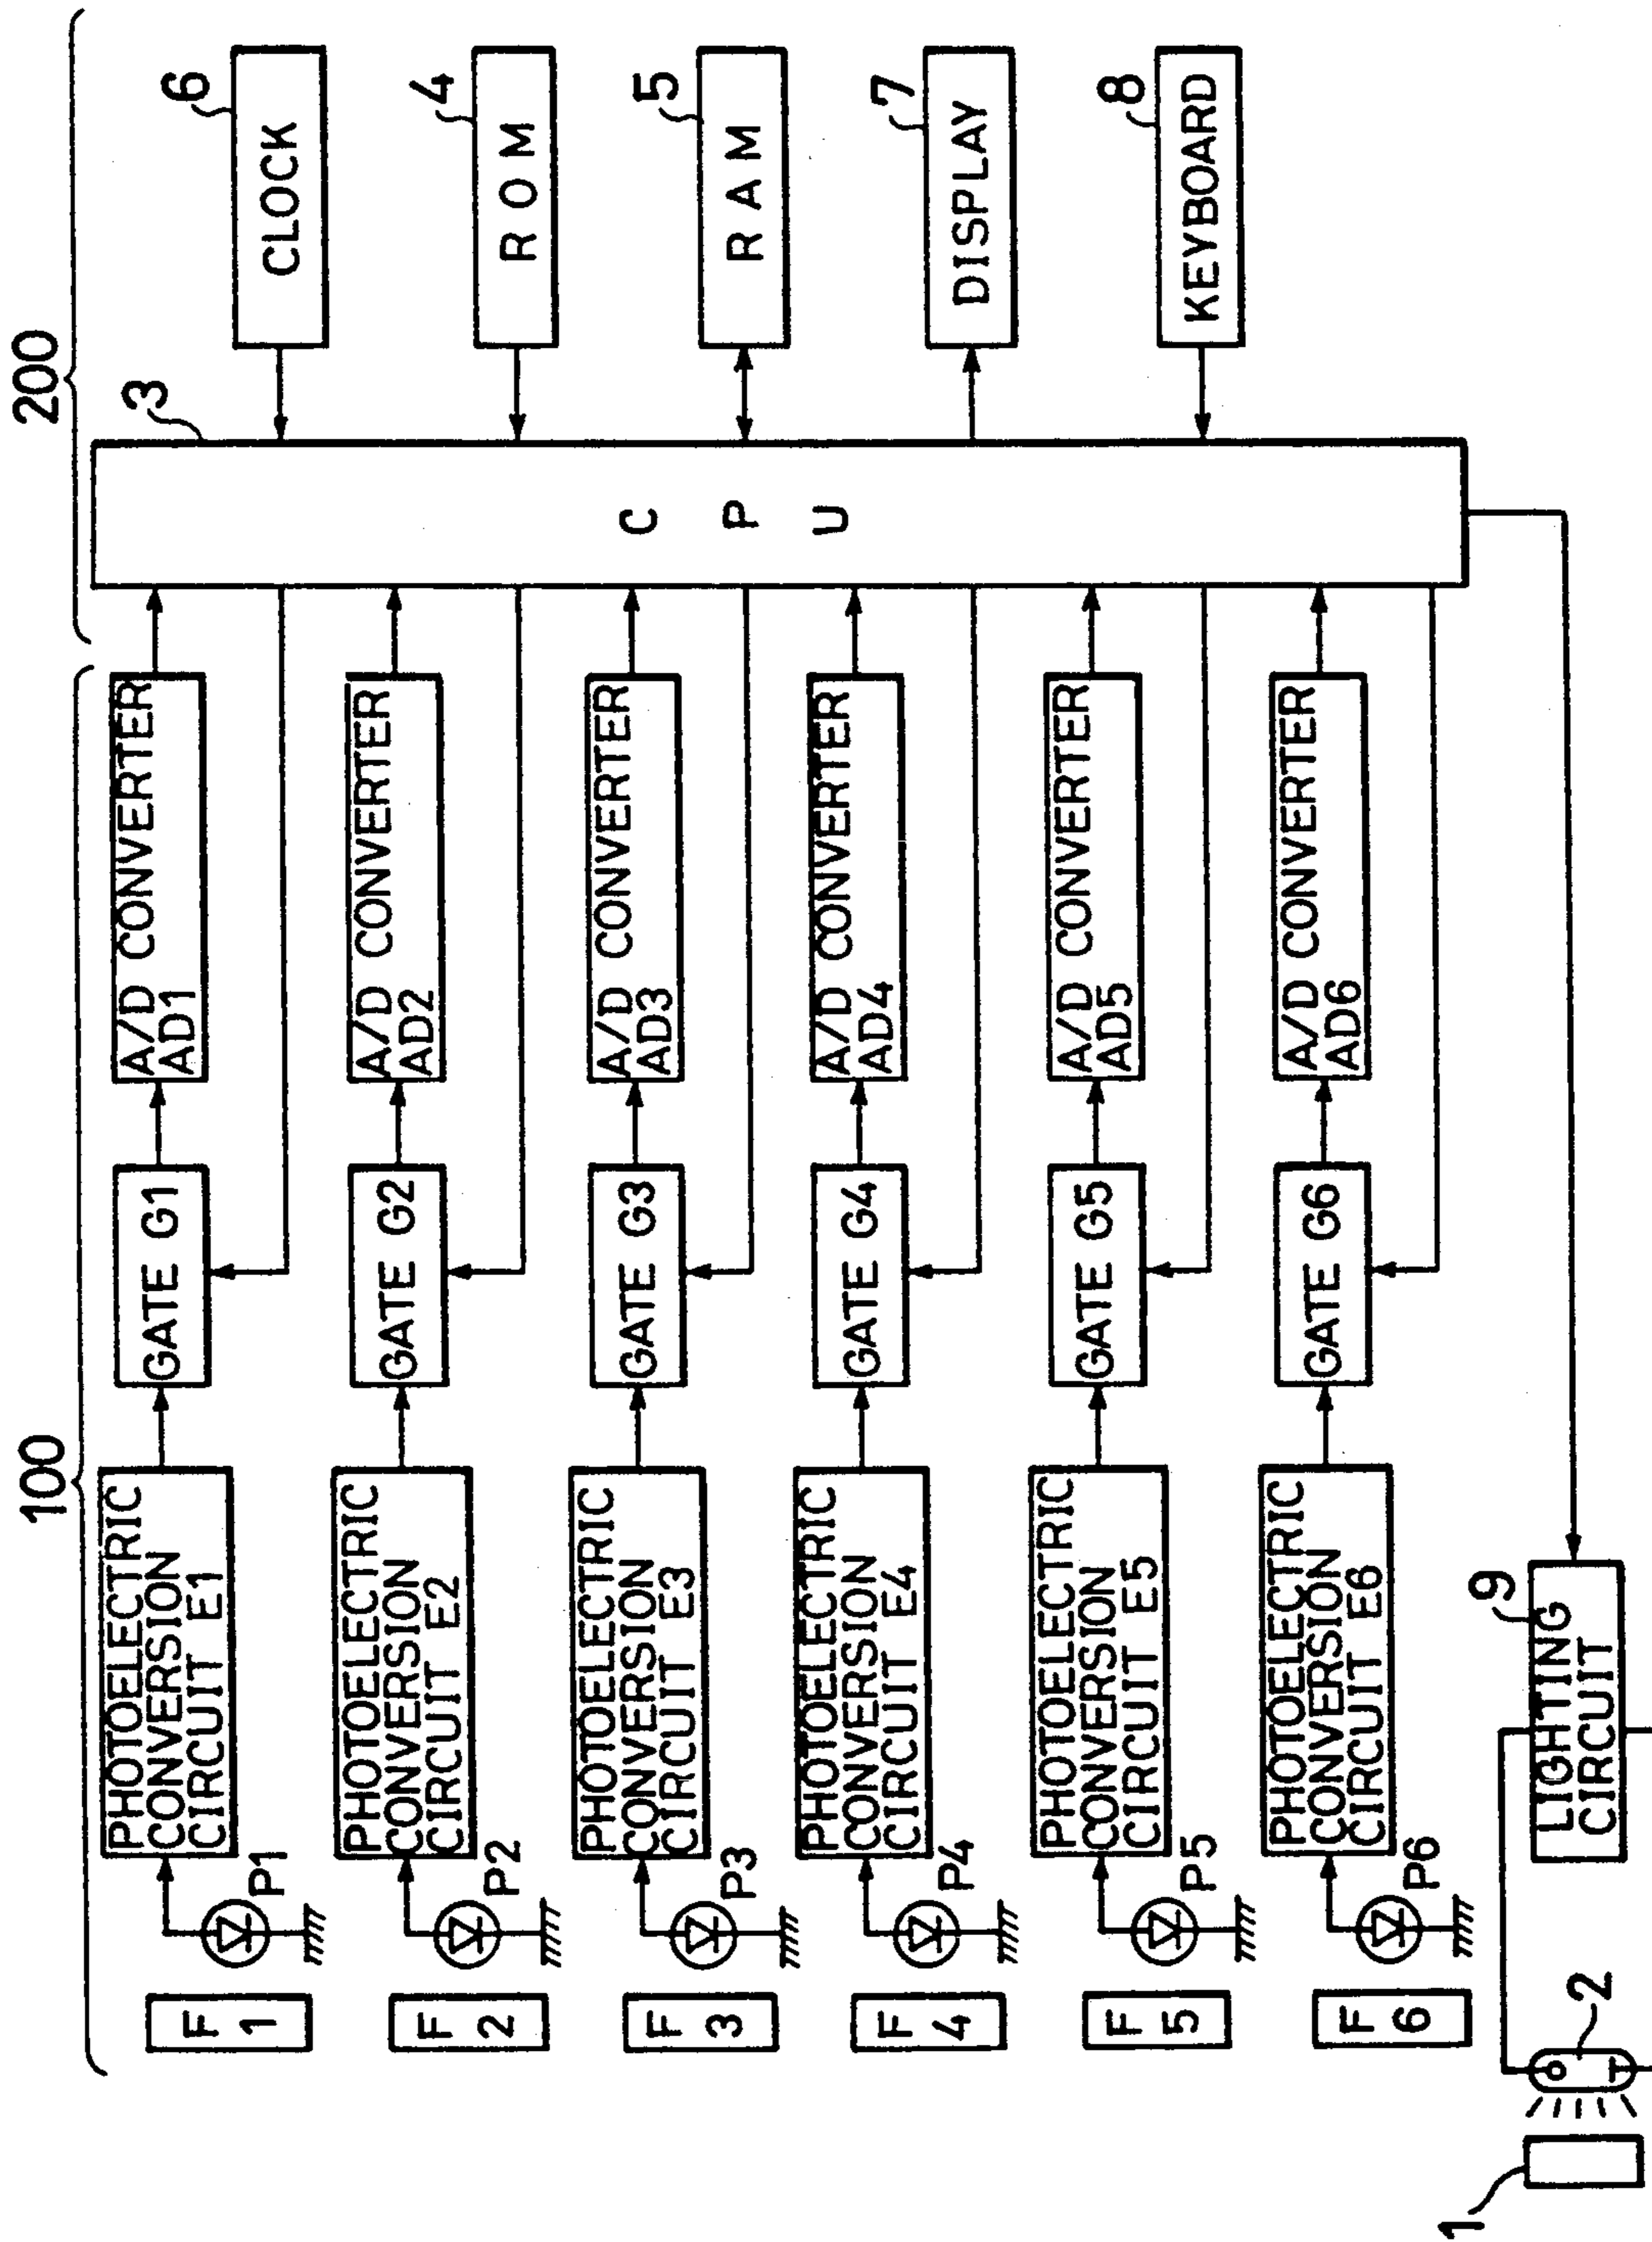 100
200
F
1
P1
PHOTOELECTRIC
CONVERSION
CIRCUIT E1
GATE G1
A/D CONVERTER
AD1
3
6
CLOCK
F
2
P2
PHOTOELECTRIC
CONVERSION
CIRCUIT E2
GATE G2
A/D CONVERTER
AD2
4
ROM
F
3
P3
PHOTOELECTRIC
CONVERSION
CIRCUIT E3
GATE G3
A/D CONVERTER
AD3
C
P
U
5
RAM
F
4
P4
PHOTOELECTRIC
CONVERSION
CIRCUIT E4
GATE G4
A/D CONVERTER
AD4
7
DISPLAY
F
5
P5
PHOTOELECTRIC
CONVERSION
CIRCUIT E5
GATE G5
A/D CONVERTER
AD5
8
KEYBOARD
F
6
P6
PHOTOELECTRIC
CONVERSION
CIRCUIT E6
GATE G6
A/D CONVERTER
AD6
1
2
9
LIGHTING
CIRCUIT